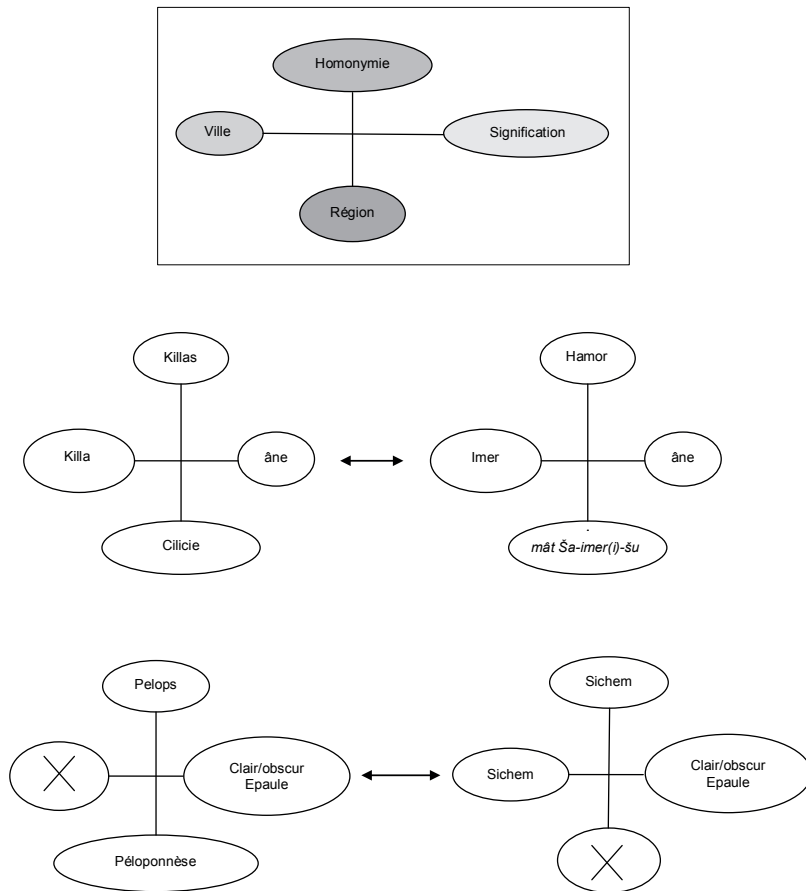 Homonymie
Ville
Signification
Région
Killas
Hamor
Killa
âne
Imer
âne
Cilicie
mât Ša-imer(i)-šu
Pelops
Sichem
Clair/obscur
Epaule
Sichem
Clair/obscur
Epaule
Péloponnèse